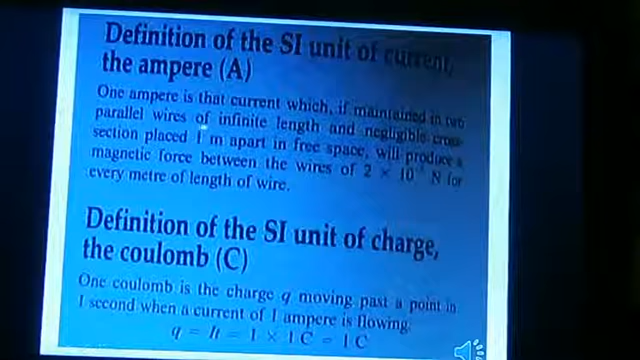 Definition of the SI unit of current,
the ampere (A)
One ampere is that current which, if maintained in two
parallel wires of infinite length and negligible cross-
section placed 1 m apart in free space, will produce a
magnetic force between the wires of 2 × 10 N for
every metre of length of wire.
Definition of the SI unit of charge,
the coulomb (C)
One coulomb is the charge q moving past a point in
1 second when a current of 1 ampere is flowing.
q = It = 1 × 1 C = 1 C